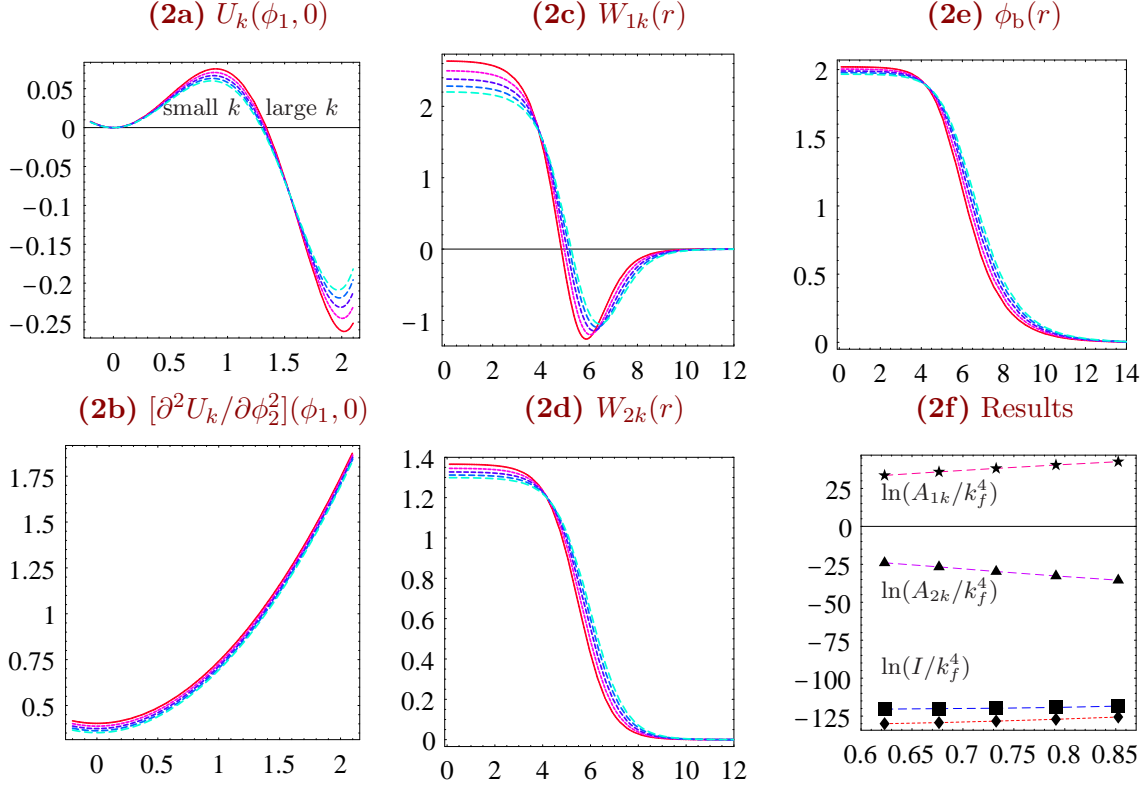 (2a) U_k(ϕ_1, 0)
0.05
0
−0.05
−0.1
−0.15
−0.2
−0.25
small k large k
0 0.5 1 1.5 2
(2c) W_{1k}(r)
2
1
0
−1
0 2 4 6 8 10 12
(2e) ϕ_b(r)
2
1.5
1
0.5
0
0 2 4 6 8 10 12 14
(2b) [∂^2U_k/∂ϕ_2^2](ϕ_1, 0)
1.75
1.5
1.25
1
0.75
0.5
0 0.5 1 1.5 2
(2d) W_{2k}(r)
1.4
1.2
1
0.8
0.6
0.4
0.2
0
0 2 4 6 8 10 12
(2f) Results
25
0
−25
−50
−75
−100
−125
ln(A_{1k}/k_f^4)
ln(A_{2k}/k_f^4)
ln(I/k_f^4)
0.6 0.65 0.7 0.75 0.8 0.85